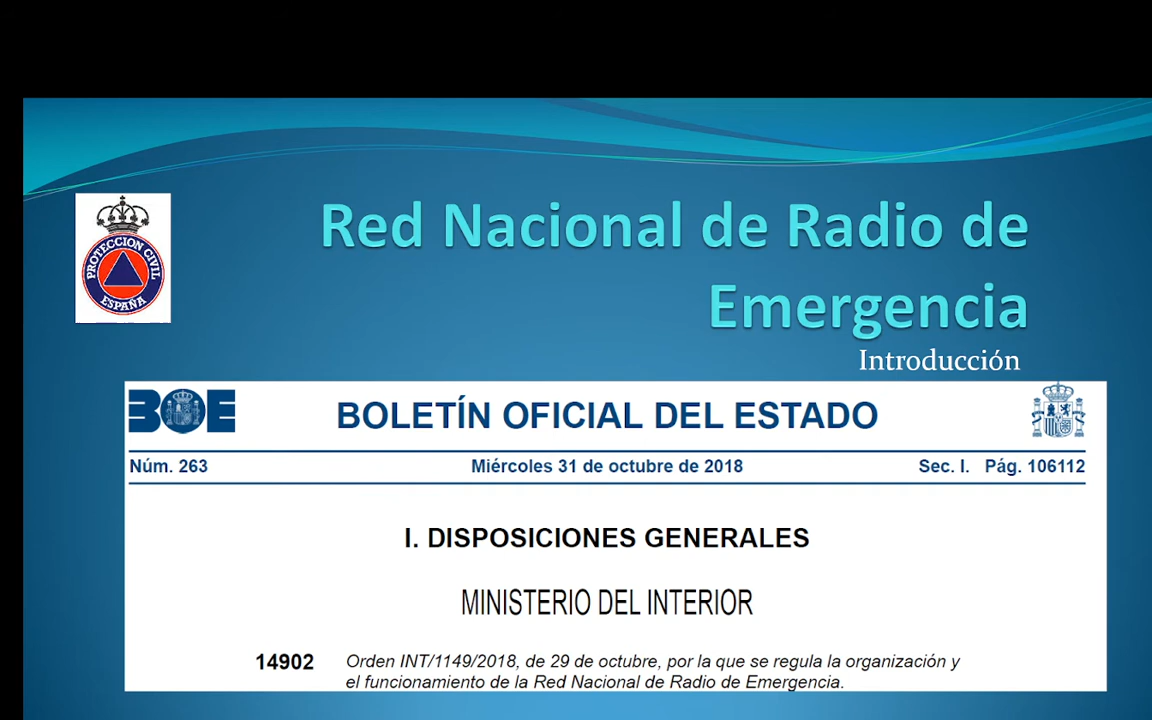 Red Nacional de Radio de
Emergencia
PROTECCION CIVIL
ESPAÑA
Introducción
BOE
BOLETÍN OFICIAL DEL ESTADO
Núm. 263
Miércoles 31 de octubre de 2018
Sec. I. Pág. 106112
I. DISPOSICIONES GENERALES
MINISTERIO DEL INTERIOR
14902 Orden INT/1149/2018, de 29 de octubre, por la que se regula la organización y
el funcionamiento de la Red Nacional de Radio de Emergencia.